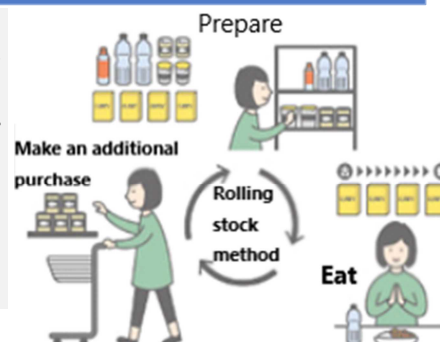 Prepare
Make an additional
purchase
Rolling
stock
method
Eat